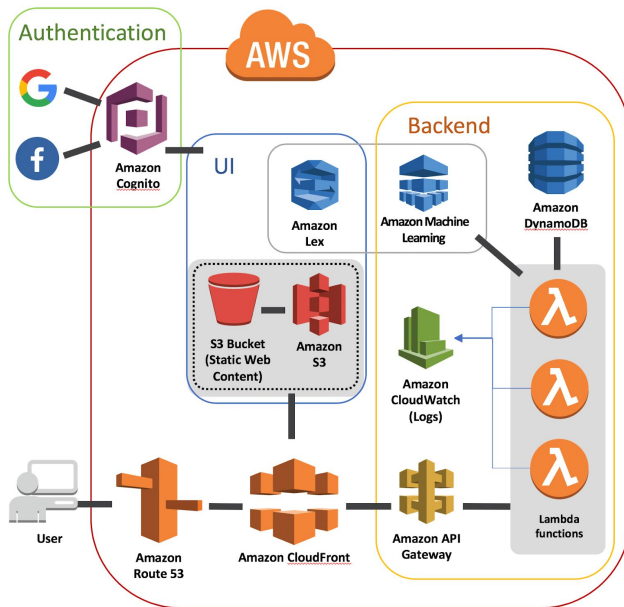 Authentication
AWS
Backend
UI
G
f
Amazon
Cognito
Amazon
Lex
Amazon Machine
Learning
Amazon
DynamoDB
λ
S3 Bucket
(Static Web
Content)
Amazon
S3
Amazon
CloudWatch
(Logs)
λ
λ
User
Amazon
Route 53
Amazon CloudFront
Amazon API
Gateway
Lambda
functions